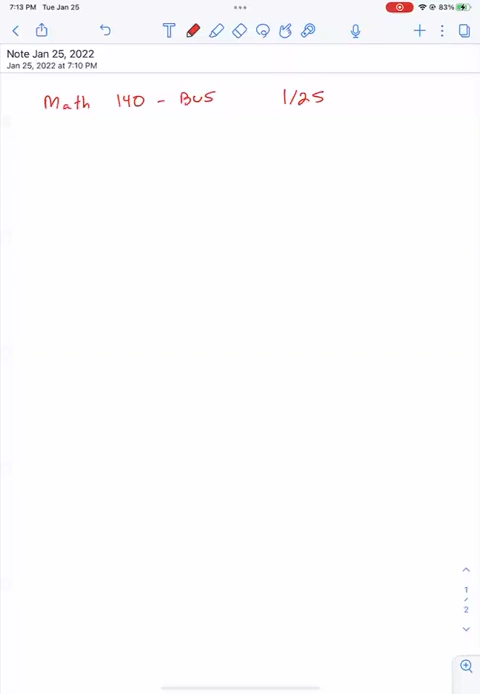 7:13 PM Tue Jan 25 83%
Note Jan 25, 2022
Jan 25, 2022 at 7:10 PM
Math 140 - BUS 1/25
1
2